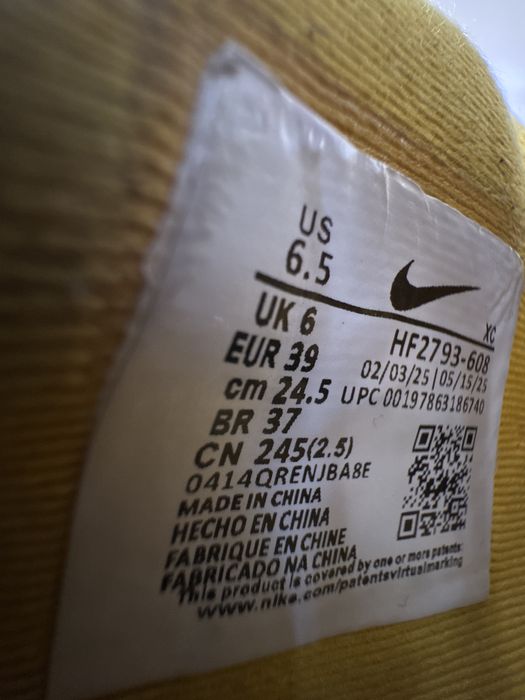 US
6.5
UK 6
EUR 39
cm 24.5
BR 37
CN 245(2.5)
XC
HF2793-608
02/03/25 | 05/15/25
UPC 00197863186740
0414QRENJBA8E
MADE IN CHINA
HECHO EN CHINA
FABRIQUE EN CHINE
FABRICADO NA CHINA
This product is covered by one or more patents:
www.nike.com/patentsvirtualmarking